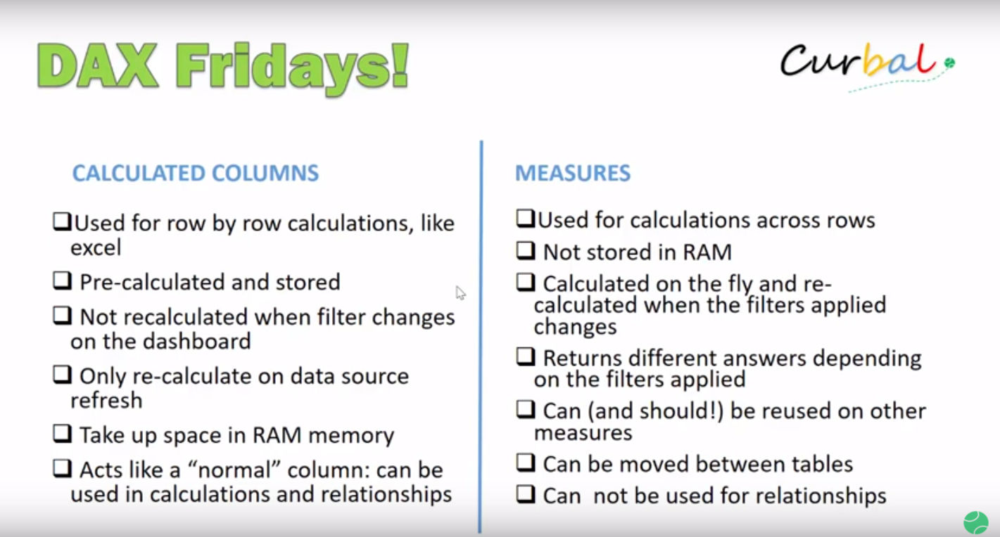 DAX Fridays!
Curbal
CALCULATED COLUMNS
❑Used for row by row calculations, like
excel
❑ Pre-calculated and stored
❑ Not recalculated when filter changes
on the dashboard
❑ Only re-calculate on data source
refresh
❑ Take up space in RAM memory
❑ Acts like a “normal” column: can be
used in calculations and relationships
MEASURES
❑Used for calculations across rows
❑ Not stored in RAM
❑ Calculated on the fly and re-
calculated when the filters applied
changes
❑ Returns different answers depending
on the filters applied
❑ Can (and should!) be reused on other
measures
❑ Can be moved between tables
❑ Can  not be used for relationships